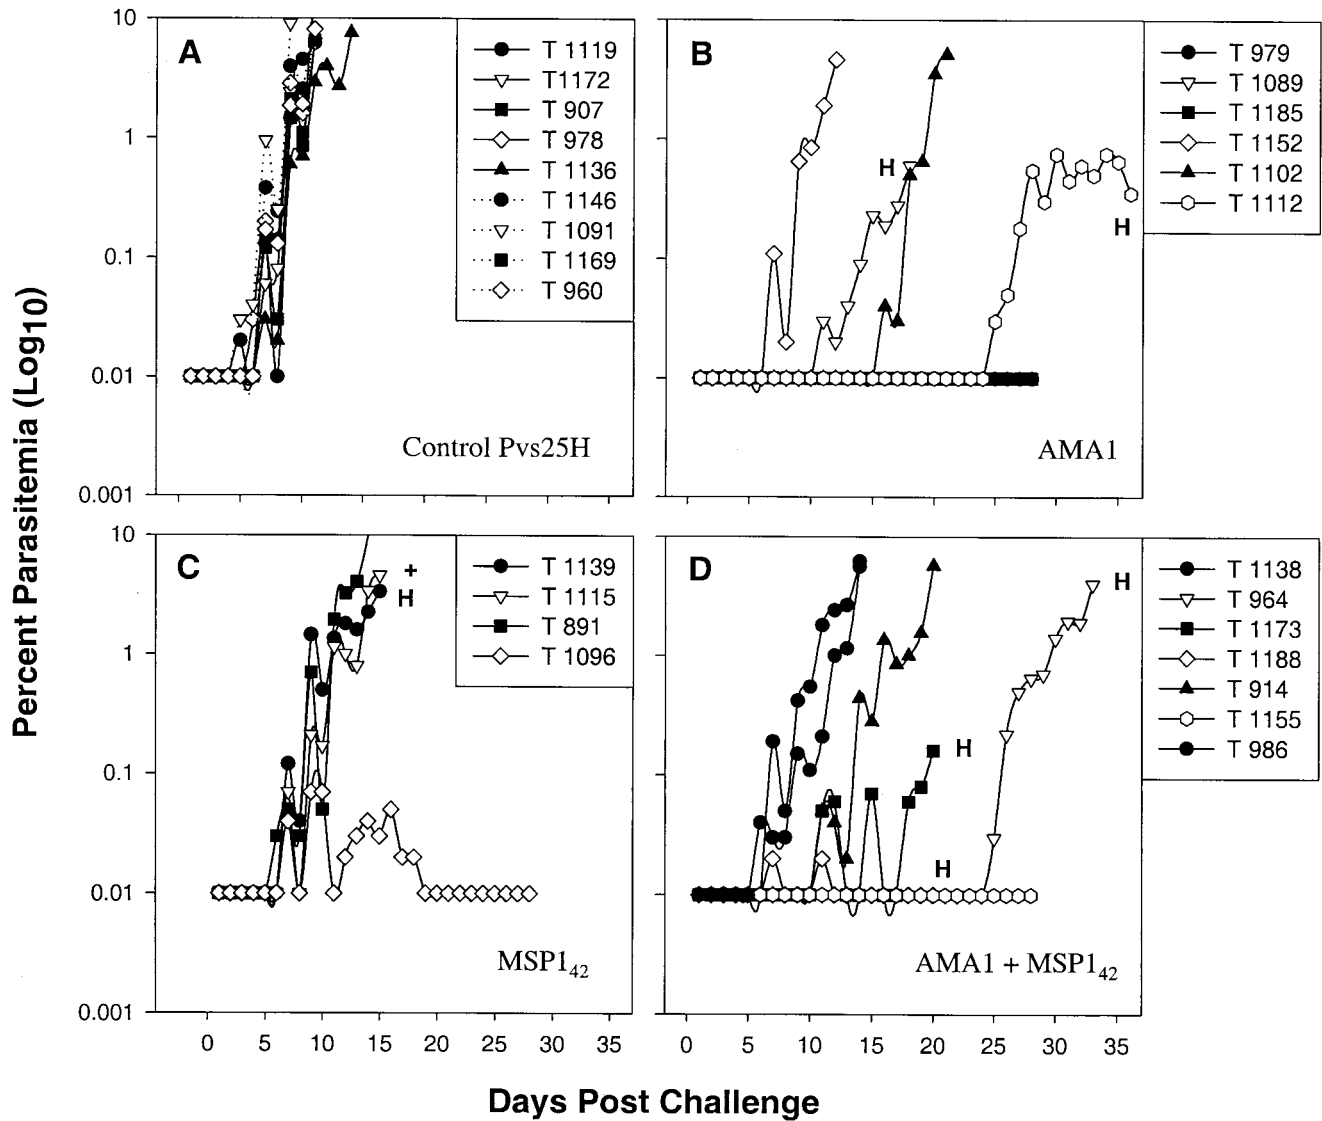 Percent Parasitemia (Log10)
A
10
1
0.1
0.01
0.001
T 1119
T1172
T 907
T 978
T 1136
T 1146
T 1091
T 1169
T 960
Control Pvs25H
B
H
H
T 979
T 1089
T 1185
T 1152
T 1102
T 1112
AMA1
C
10
1
0.1
0.01
0.001
+
H
T 1139
T 1115
T 891
T 1096
MSP1₄₂
0 5 10 15 20 25 30 35
D
H
H
H
T 1138
T 964
T 1173
T 1188
T 914
T 1155
T 986
AMA1 + MSP1₄₂
0 5 10 15 20 25 30 35
Days Post Challenge